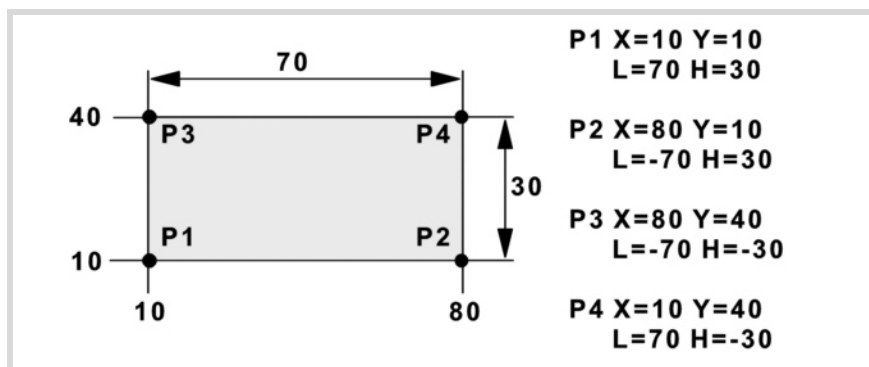 70
40
P3
P4
30
P1
P2
10
10
80
P1 X=10 Y=10
L=70 H=30
P2 X=80 Y=10
L=-70 H=30
P3 X=80 Y=40
L=-70 H=-30
P4 X=10 Y=40
L=70 H=-30